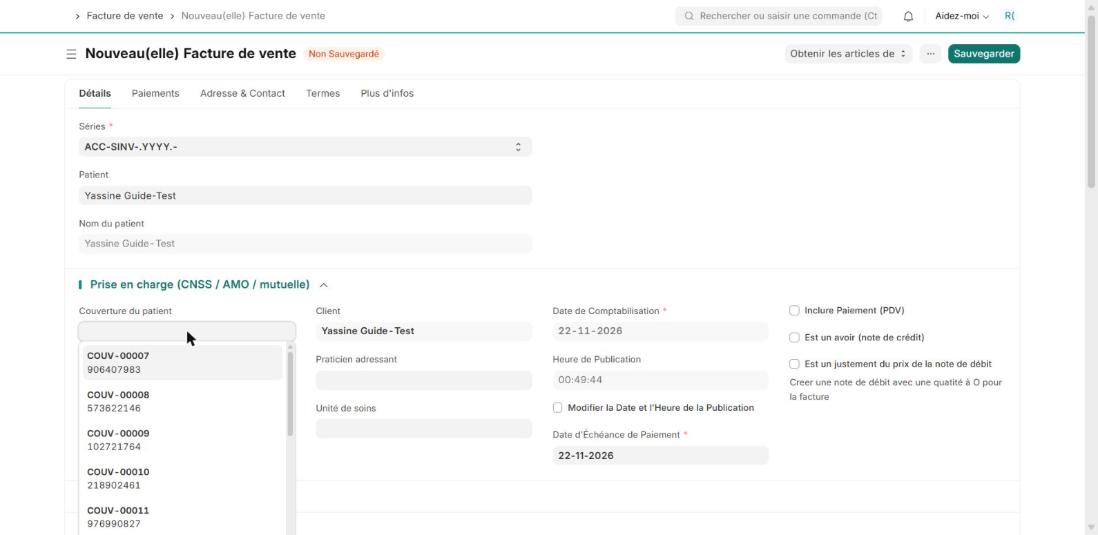 Facture de vente
Nouveau(elle) Facture de vente
Rechercher ou saisir une commande (Ct
Aidez-moi
R(
Nouveau(elle) Facture de vente
Non Sauvegardé
Obtenir les articles de
...
Sauvegarder
Détails
Paiements
Adresse & Contact
Termes
Plus d'infos
Séries *
ACC-SINV-.YYYY.-
Patient
Yassine Guide-Test
Nom du patient
Yassine Guide-Test
Prise en charge (CNSS / AMO / mutuelle)
Couverture du patient
COUV-00007
906407983
COUV-00008
573622146
COUV-00009
102721764
COUV-00010
218902461
COUV-00011
976990827
Client
Yassine Guide-Test
Praticien adressant
Unité de soins
Date de Comptabilisation *
22-11-2026
Heure de Publication
00:49:44
Modifier la Date et l'Heure de la Publication
Date d'Échéance de Paiement *
22-11-2026
Inclure Paiement (PDV)
Est un avoir (note de crédit)
Est un justement du prix de la note de débit
Creer une note de débit avec une quatité à O pour
la facture